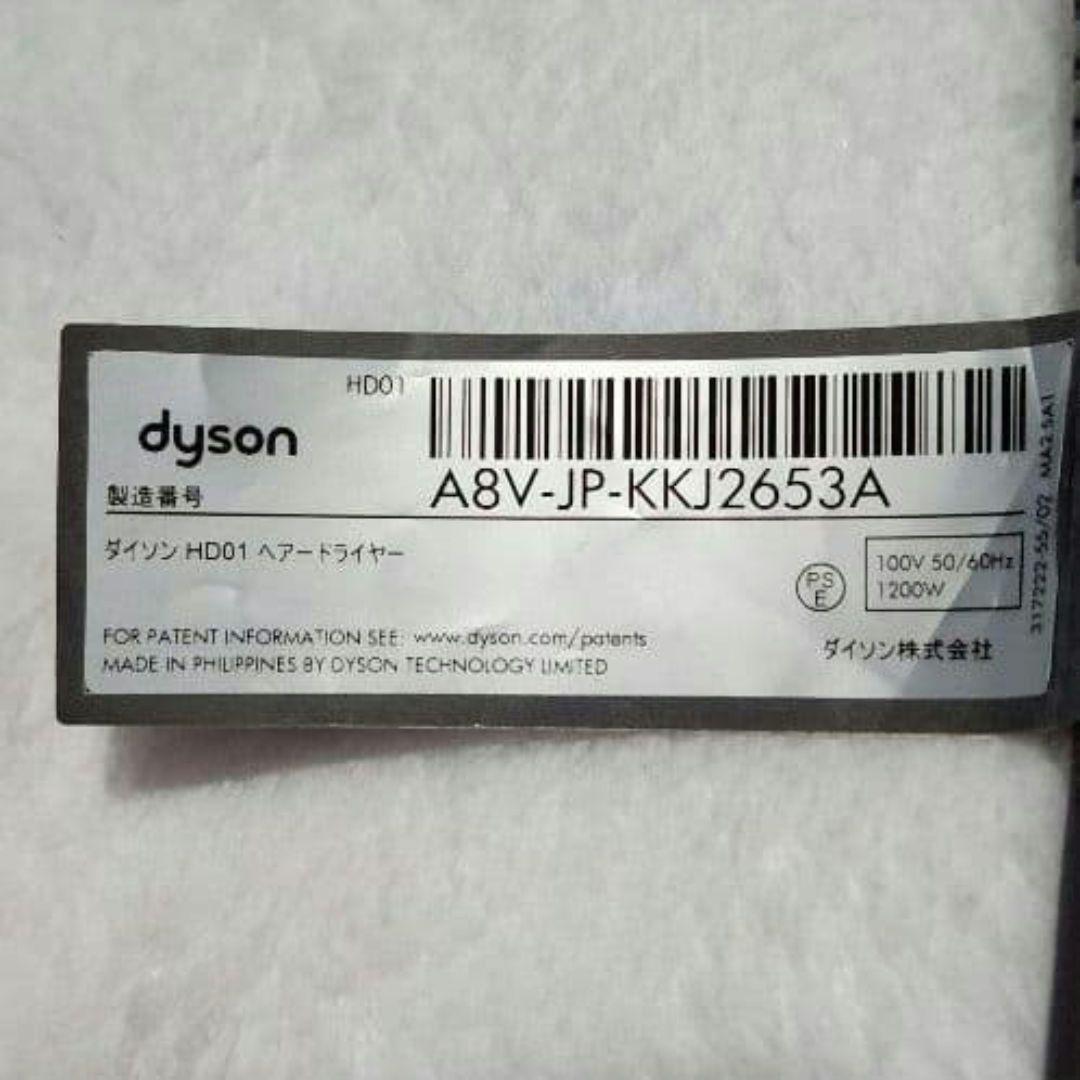 HD01
dyson
製造番号 A8V-JP-KKJ2653A
ダイソン HD01 ヘアードライヤー
PS
E
100V 50/60Hz
1200W
FOR PATENT INFORMATION SEE: www.dyson.com/patents
MADE IN PHILIPPINES BY DYSON TECHNOLOGY LIMITED
ダイソン株式会社
317222-56/02 MA2 5A1